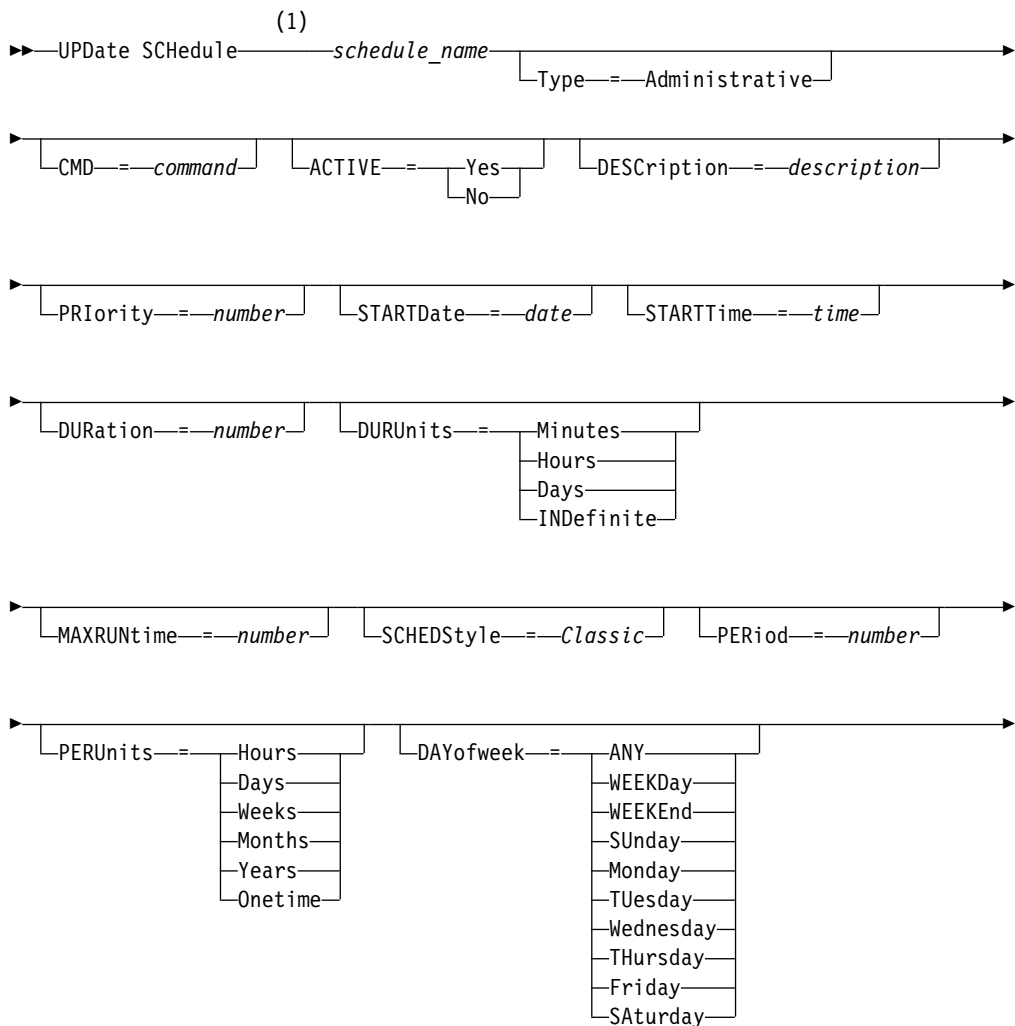 (1)
UPDate SCHedule schedule_name
Type = Administrative
CMD = command ACTIVE = Yes DESCription = description
No
PRIority = number STARTDate = date STARTTime = time
DURation = number DURUnits = Minutes
Hours
Days
INDefinite
MAXRUNtime = number SCHEDStyle = Classic PERiod = number
PERUnits = Hours DAYofweek = ANY
Days WEEKDay
Weeks WEEKEnd
Months SUnday
Years Monday
Onetime TUesday
Wednesday
THursday
Friday
SAturday